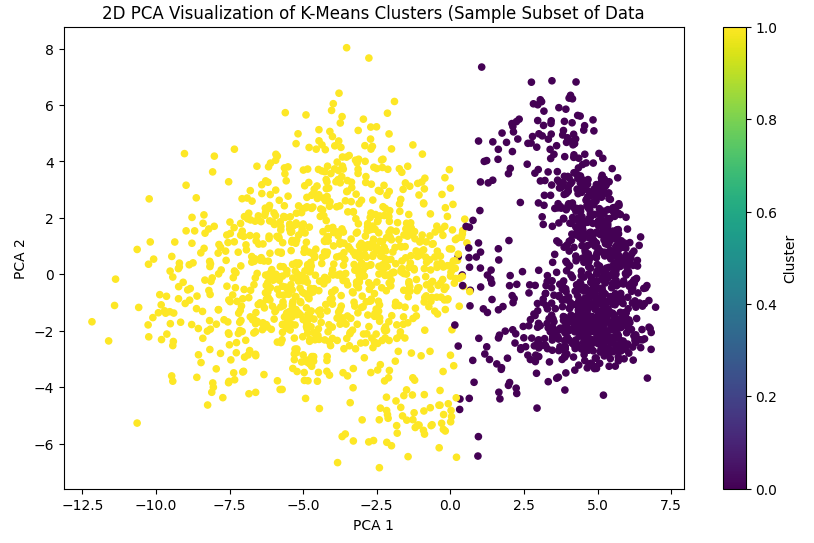 2D PCA Visualization of K-Means Clusters (Sample Subset of Data
8
6
4
2
0
−2
−4
−6
PCA 2
−12.5 −10.0 −7.5 −5.0 −2.5 0.0 2.5 5.0 7.5
PCA 1
1.0
0.8
0.6
0.4
0.2
0.0
Cluster